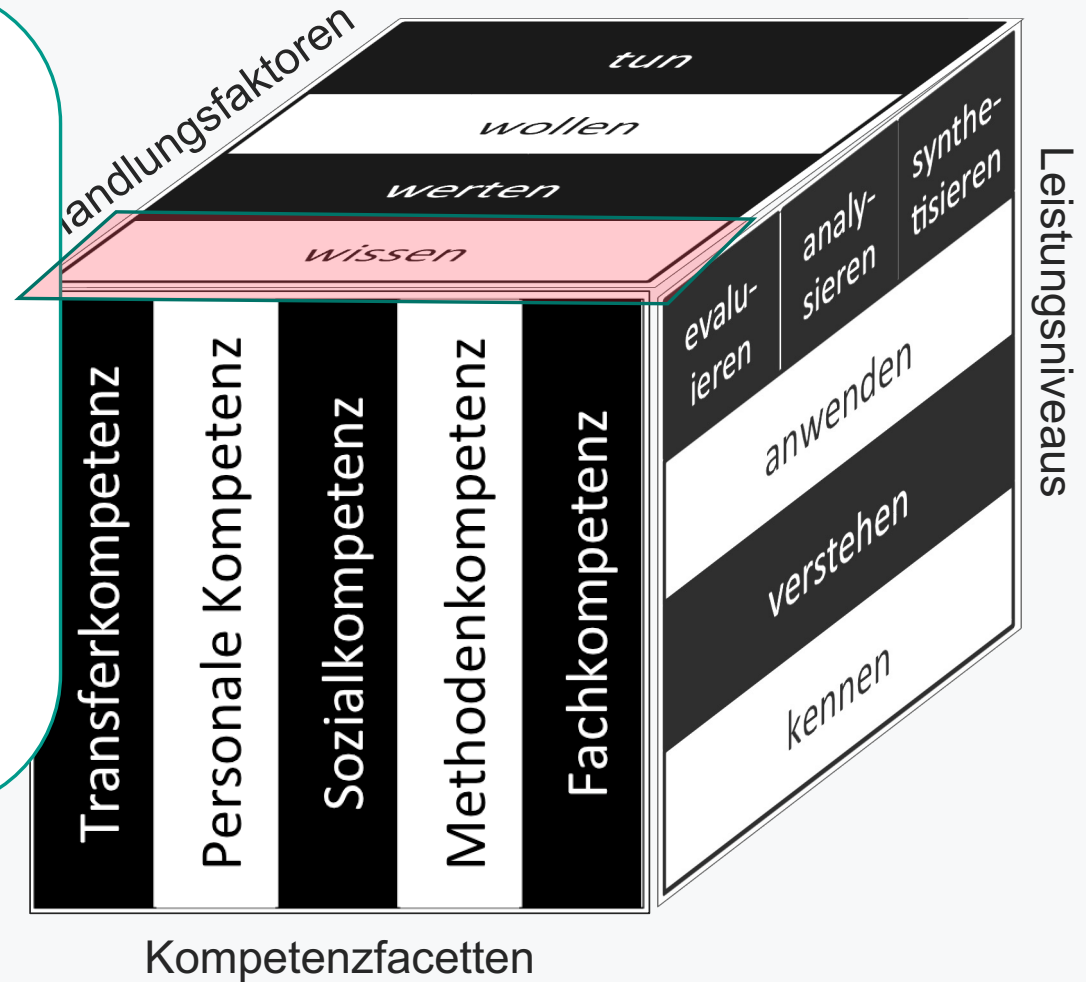 andlungsfaktoren
tun
wollen
werten
wissen
synthe-
tisieren
analy-
sieren
evalu-
ieren
anwenden
verstehen
kennen
Leistungsniveaus
Transferkompetenz
Personale Kompetenz
Sozialkompetenz
Methodenkompetenz
Fachkompetenz
Kompetenzfacetten